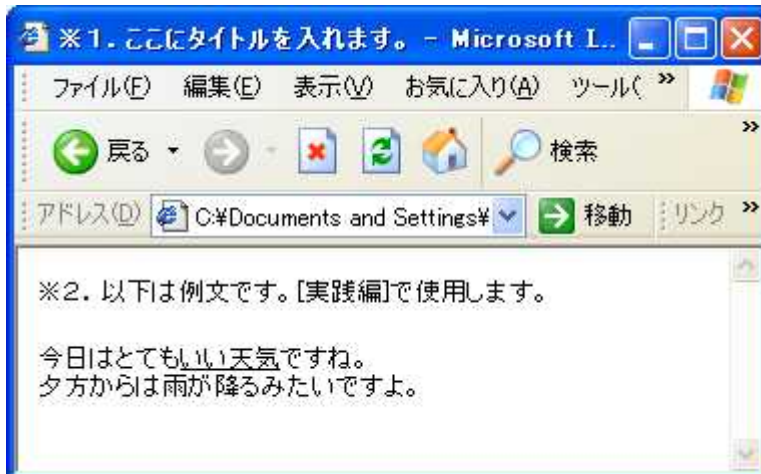 ※1. ここにタイトルを入れます。 - Microsoft I...
ファイル(F) 編集(E) 表示(V) お気に入り(A) ツール( »
戻る 検索 »
アドレス(D) C:¥Documents and Settings¥ 移動 リンク »
※2. 以下は例文です。[実践編]で使用します。
今日はとてもいい天気ですね。
夕方からは雨が降るみたいですよ。